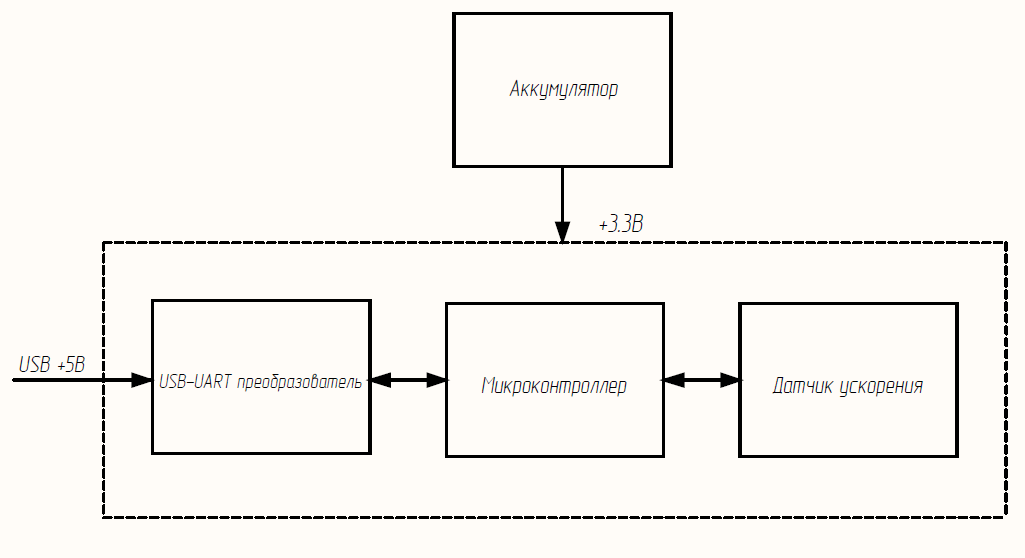 Аккумулятор
+3.3В
USB +5В
USB-UART преобразователь
Микроконтроллер
Датчик ускорения